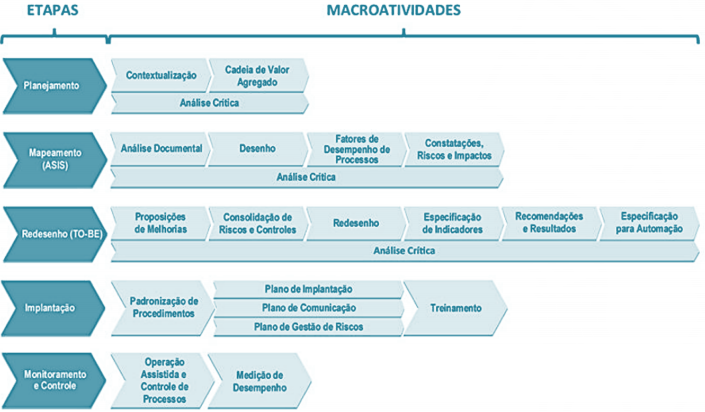 ETAPAS
MACROATIVIDADES
Planejamento
Contextualização
Cadeia de Valor
Agregado
Análise Crítica
Mapeamento
(ASIS)
Análise Documental
Desenho
Fatores de
Desempenho de
Processos
Constatações,
Riscos e Impactos
Análise Crítica
Redesenho (TO-BE)
Proposições
de Melhorias
Consolidação de
Riscos e Controles
Redesenho
Especificação
de Indicadores
Recomendações
e Resultados
Especificação
para Automação
Análise Crítica
Implantação
Padronização de
Procedimentos
Plano de Implantação
Plano de Comunicação
Plano de Gestão de Riscos
Treinamento
Monitoramento
e Controle
Operação
Assistida e
Controle de
Processos
Medição de
Desempenho